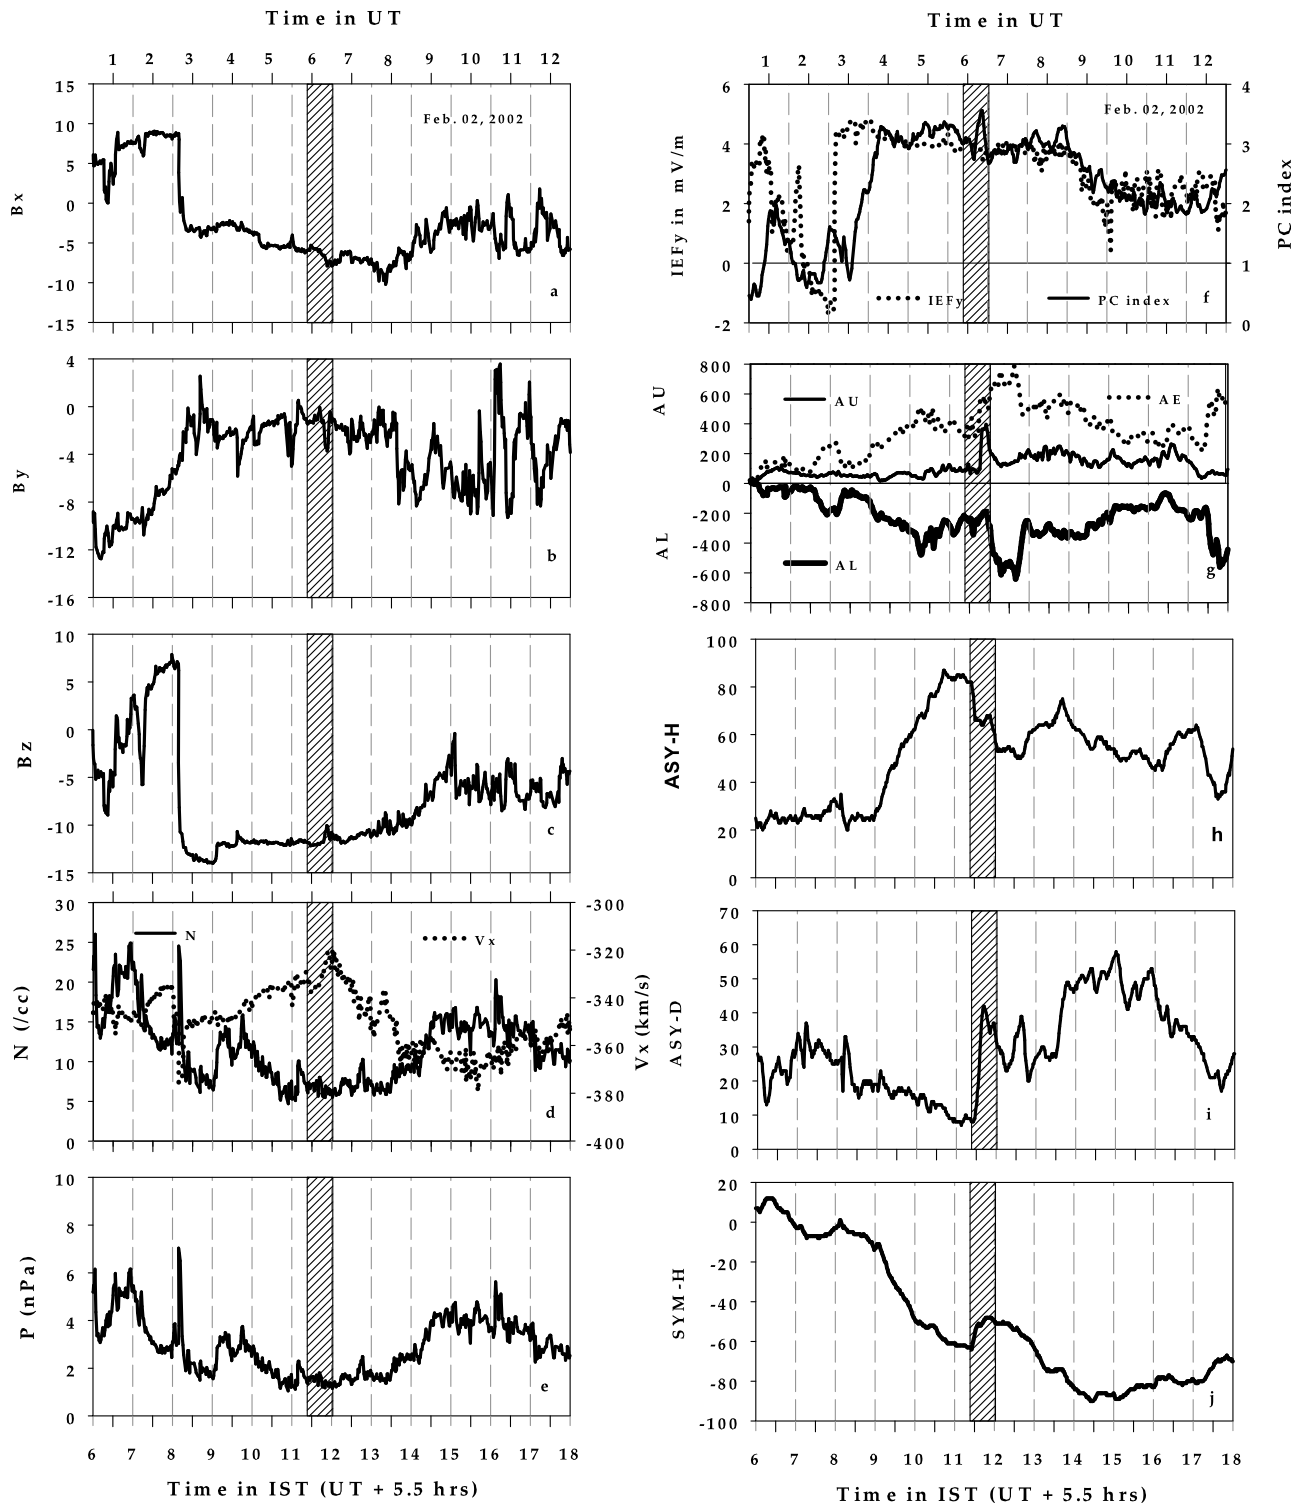 Time in UT
1 2 3 4 5 6 7 8 9 10 11 12
15
10
5
0
-5
-10
-15
Bx
Feb. 02, 2002
a
4
0
-4
-8
-12
-16
By
b
10
5
0
-5
-10
-15
Bz
c
30
25
20
15
10
5
0
N (/cc)
N
Vx
-300
-320
-340
-360
-380
-400
Vx (km/s)
d
10
8
6
4
2
0
P (nPa)
e
6 7 8 9 10 11 12 13 14 15 16 17 18
Time in IST (UT + 5.5 hrs)
Time in UT
1 2 3 4 5 6 7 8 9 10 11 12
6
4
2
0
-2
IEFy in mV/m
Feb. 02, 2002
IEFy
PC index
f
4
3
2
1
0
PC index
800
600
400
200
0
-200
-400
-600
-800
AU
AL
AU
AE
AL
g
100
80
60
40
20
0
ASY-H
h
70
60
50
40
30
20
10
0
ASY-D
i
20
0
-20
-40
-60
-80
-100
SYM-H
j
6 7 8 9 10 11 12 13 14 15 16 17 18
Time in IST (UT + 5.5 hrs)